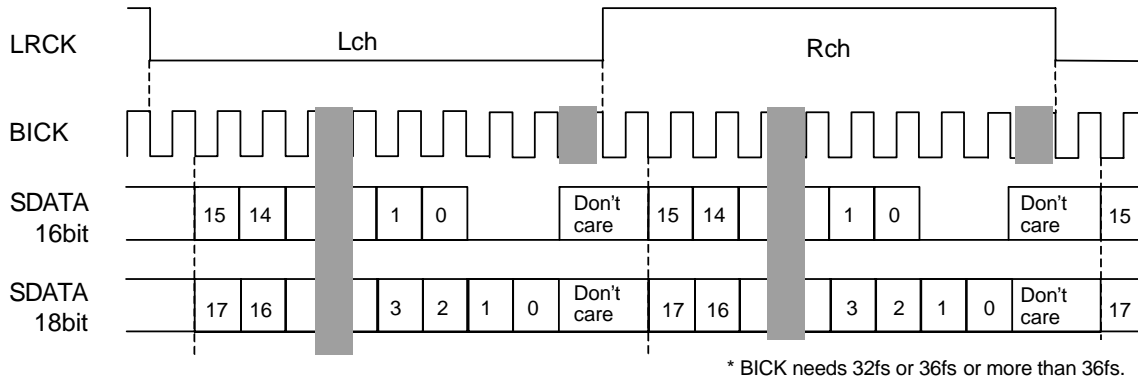 LRCK Lch Rch
BICK
SDATA 16bit 15 14 1 0 Don't care 15 14 1 0 Don't care 15
SDATA 18bit 17 16 3 2 1 0 Don't care 17 16 3 2 1 0 Don't care 17
* BICK needs 32fs or 36fs or more than 36fs.